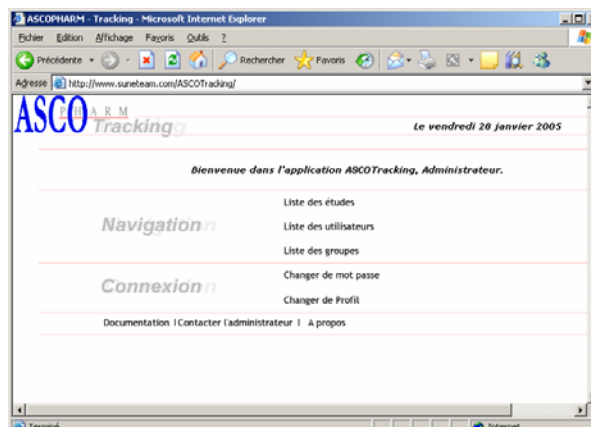 ASCOPHARM - Tracking - Microsoft Internet Explorer
Fichier Edition Affichage Favoris Outils ?
Précédente Rechercher Favoris
Adresse http://www.suneteam.com/ASCOTracking/
PHARM
ASCO Tracking
Le vendredi 28 janvier 2005
Bienvenue dans l'application ASCOTracking, Administrateur.
Liste des études
Navigation
Liste des utilisateurs
Liste des groupes
Changer de mot passe
Connexion
Changer de Profil
Documentation | Contacter l'administrateur | A propos
Terminé Internet